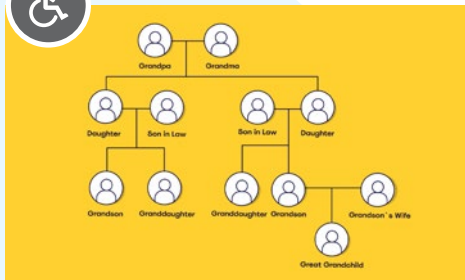 Grandpa Grandma
Daughter Son in Law Son in Law Daughter
Grandson Granddaughter Granddaughter Grandson Grandson`s Wife
Great Grandchild